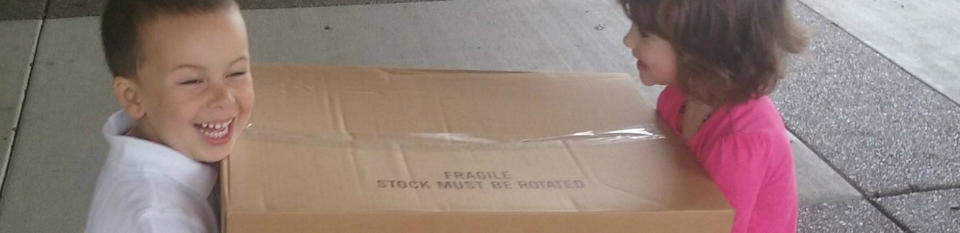 FRAGILE
STOCK MUST BE ROTATED